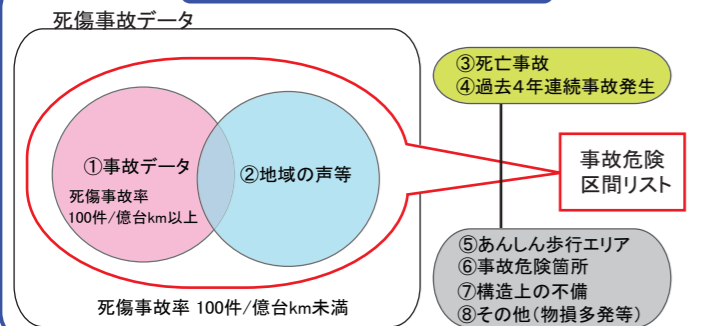 死傷事故データ
①事故データ
死傷事故率
100件/億台km以上
②地域の声等
死傷事故率 100件/億台km未満
③死亡事故
④過去4年連続事故発生
事故危険
区間リスト
⑤あんしん歩行エリア
⑥事故危険箇所
⑦構造上の不備
⑧その他(物損多発等)